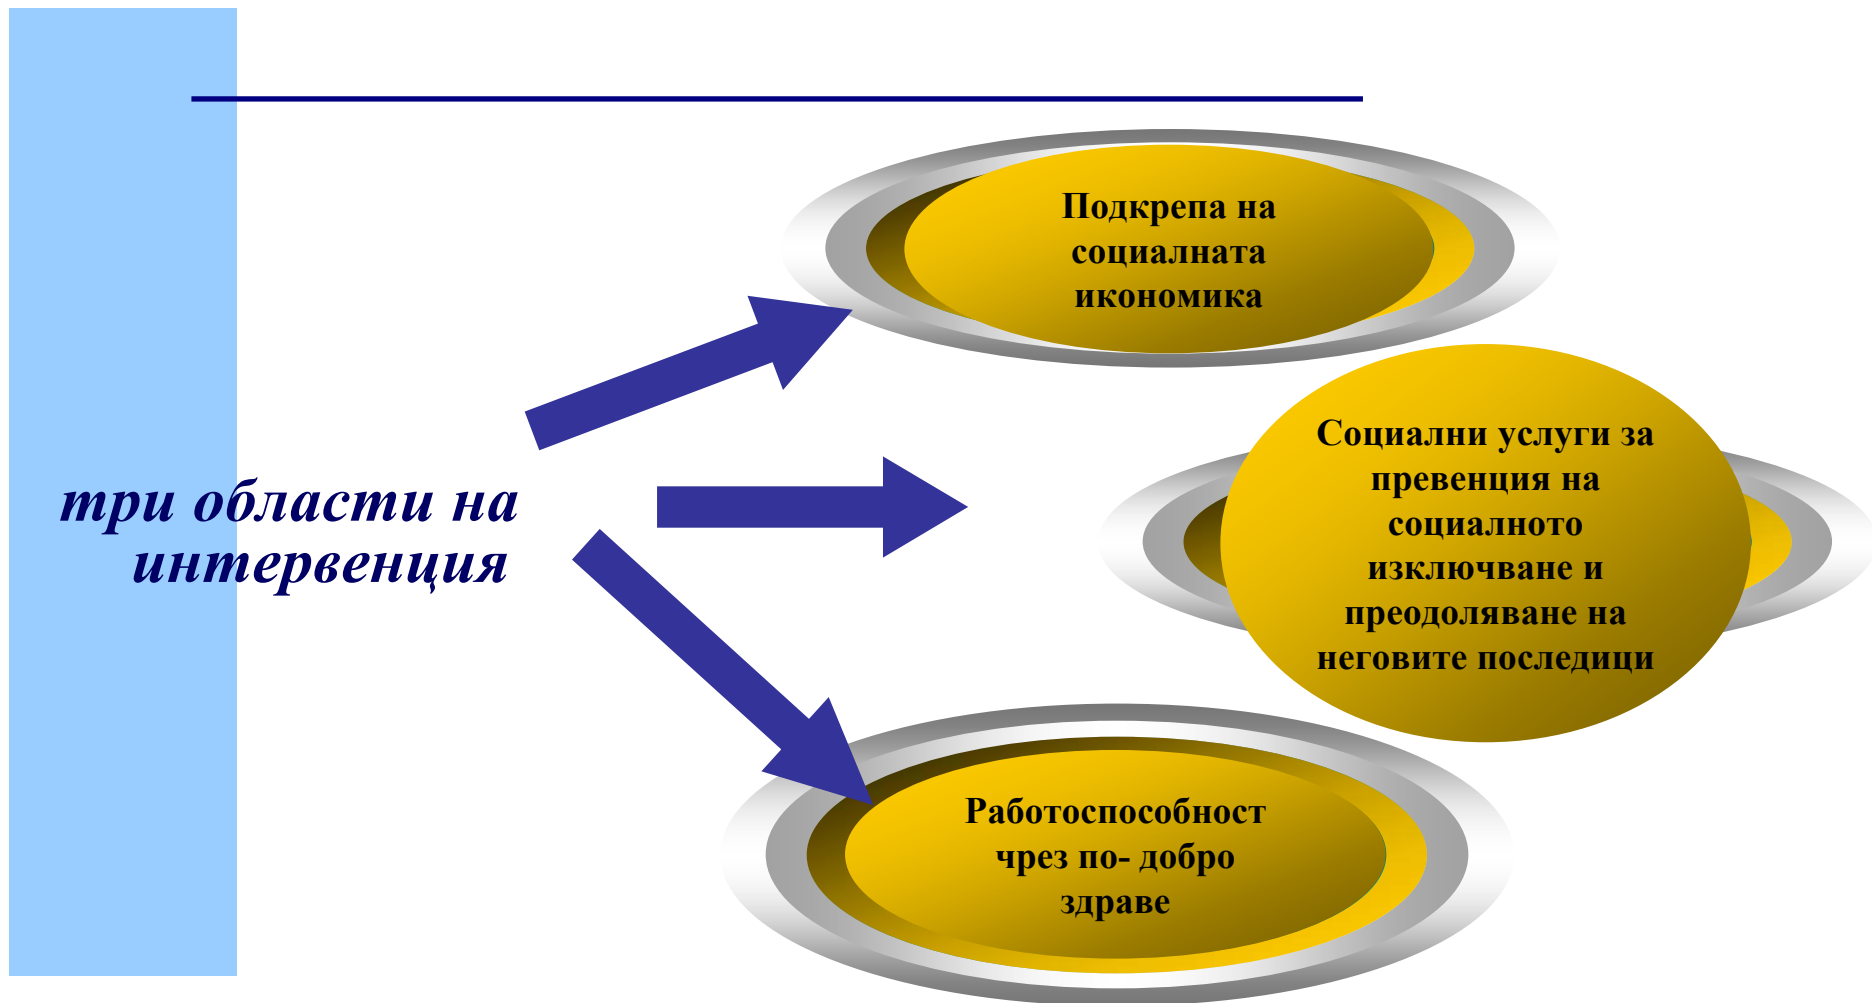 три области на
интервенция
Подкрепа на
социалната
икономика
Социални услуги за
превенция на
социалното
изключване и
преодоляване на
неговите последици
Работоспособност
чрез по- добро
здраве